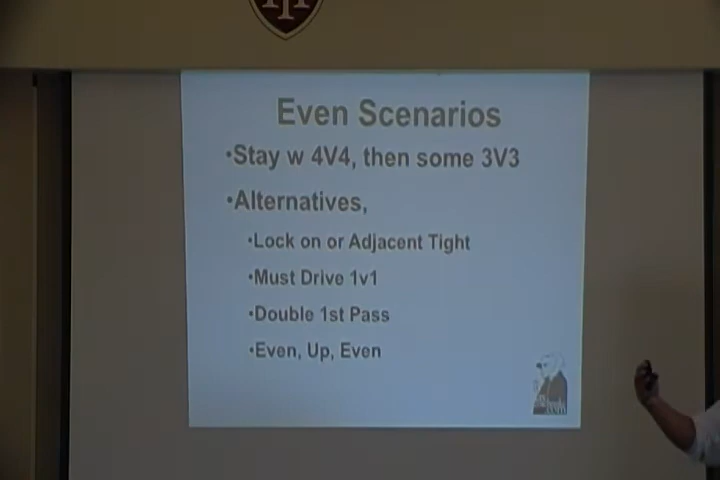 Even Scenarios
•Stay w 4V4, then some 3V3
•Alternatives,
•Lock on or Adjacent Tight
•Must Drive 1v1
•Double 1st Pass
•Even, Up, Even